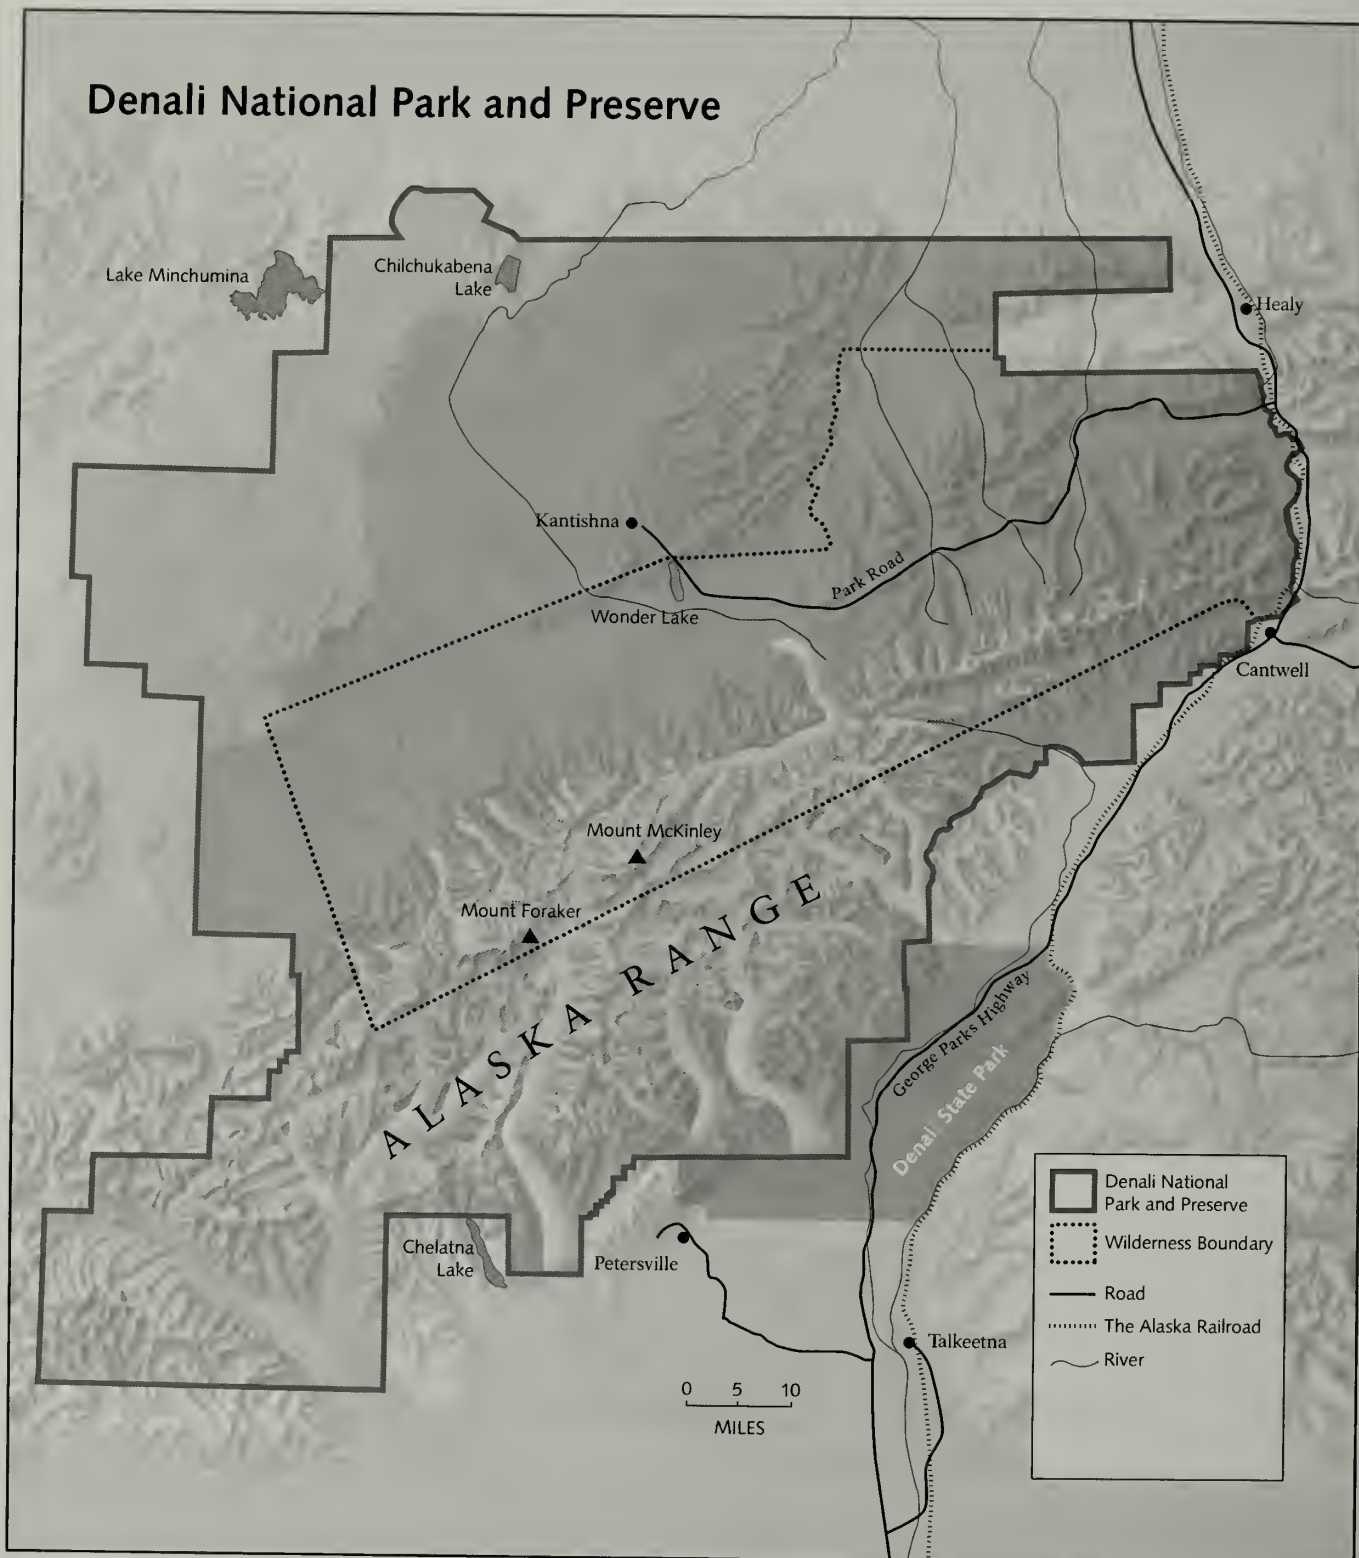 Denali National Park and Preserve
Lake Minchumina
Chilchukabena
Lake
Healy
Kantishna
Park Road
Wonder Lake
Cantwell
Mount McKinley
Mount Foraker
ALASKA RANGE
George Parks Highway
Denali State Park
Chelatna
Lake
Petersville
Talkeetna
0 5 10
MILES
Denali National
Park and Preserve
Wilderness Boundary
Road
The Alaska Railroad
River